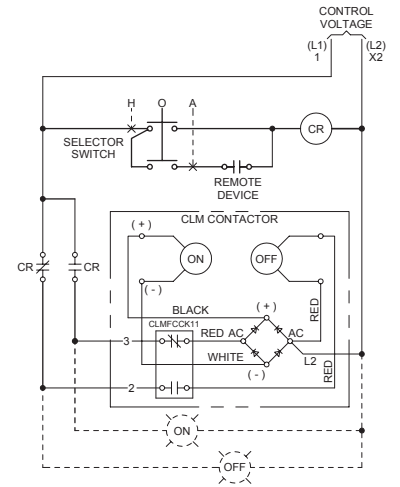 CONTROL
VOLTAGE
(L1) (L2)
1 X2
H O A
CR
SELECTOR
SWITCH
REMOTE
DEVICE
CLM CONTACTOR
(+)
ON OFF
CR CR
(-)
BLACK (+)
RED
CLMFCCK11
3 RED AC AC
WHITE L2
(-)
RED
2
ON
OFF